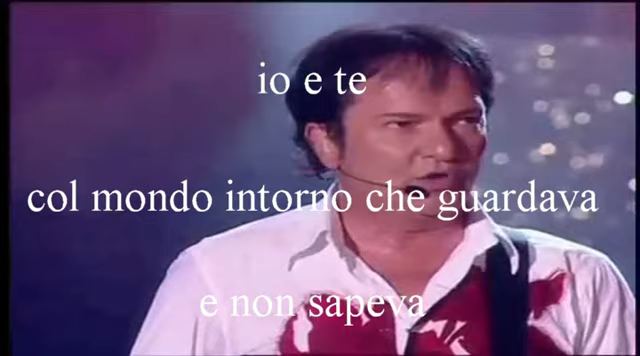 io e te
col mondo intorno che guardava
e non sapeva